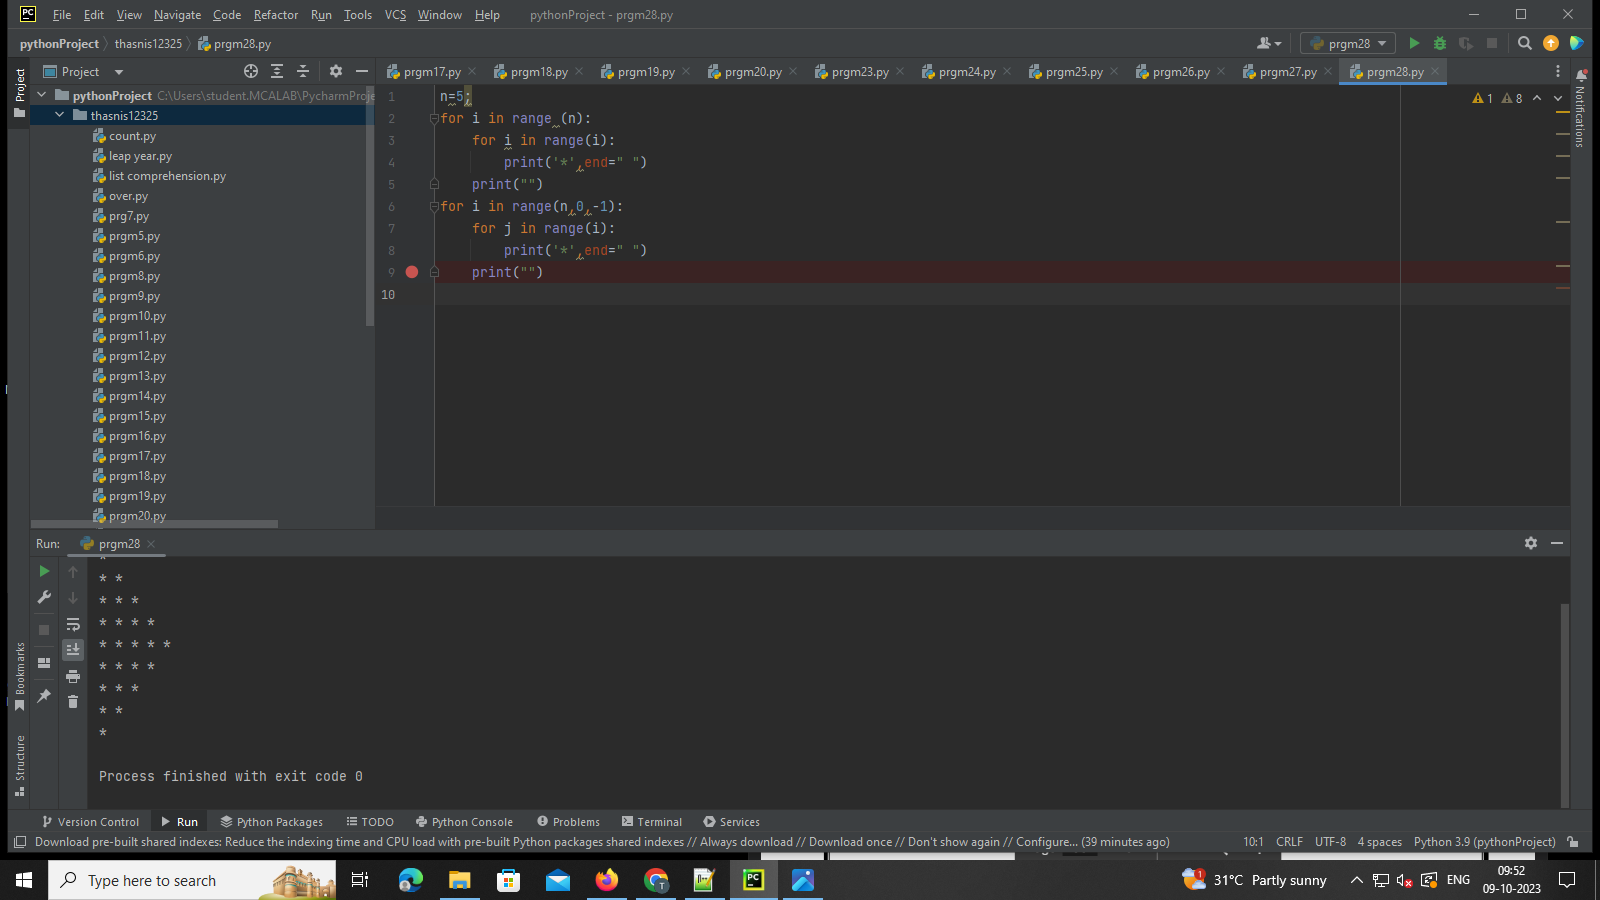 PC File Edit View Navigate Code Refactor Run Tools VCS Window Help pythonProject - prgm28.py
pythonProject thasnis12325 prgm28.py prgm28
Project Project prgm17.py prgm18.py prgm19.py prgm20.py prgm23.py prgm24.py prgm25.py prgm26.py prgm27.py prgm28.py
pythonProject C:\Users\student.MCALAB\PycharmProje
thasnis12325
count.py
leap year.py
list comprehension.py
over.py
prg7.py
prgm5.py
prgm6.py
prgm8.py
prgm9.py
prgm10.py
prgm11.py
prgm12.py
prgm13.py
prgm14.py
prgm15.py
prgm16.py
prgm17.py
prgm18.py
prgm19.py
prgm20.py
1 n=5;
2 for i in range (n):
3     for i in range(i):
4         print('*',end=" ")
5     print("")
6 for i in range(n,0,-1):
7     for j in range(i):
8         print('*',end=" ")
9     print("")
10
1 8
Notifications
Run: prgm28
*
* *
* * *
* * * *
* * * * *
* * * *
* * *
* *
*
Process finished with exit code 0
Bookmarks
Structure
Version Control Run Python Packages TODO Python Console Problems Terminal Services
Download pre-built shared indexes: Reduce the indexing time and CPU load with pre-built Python packages shared indexes // Always download // Download once // Don't show again // Configure... (39 minutes ago) 10:1 CRLF UTF-8 4 spaces Python 3.9 (pythonProject)
Type here to search T PC 1 31°C Partly sunny ENG 09:52
09-10-2023